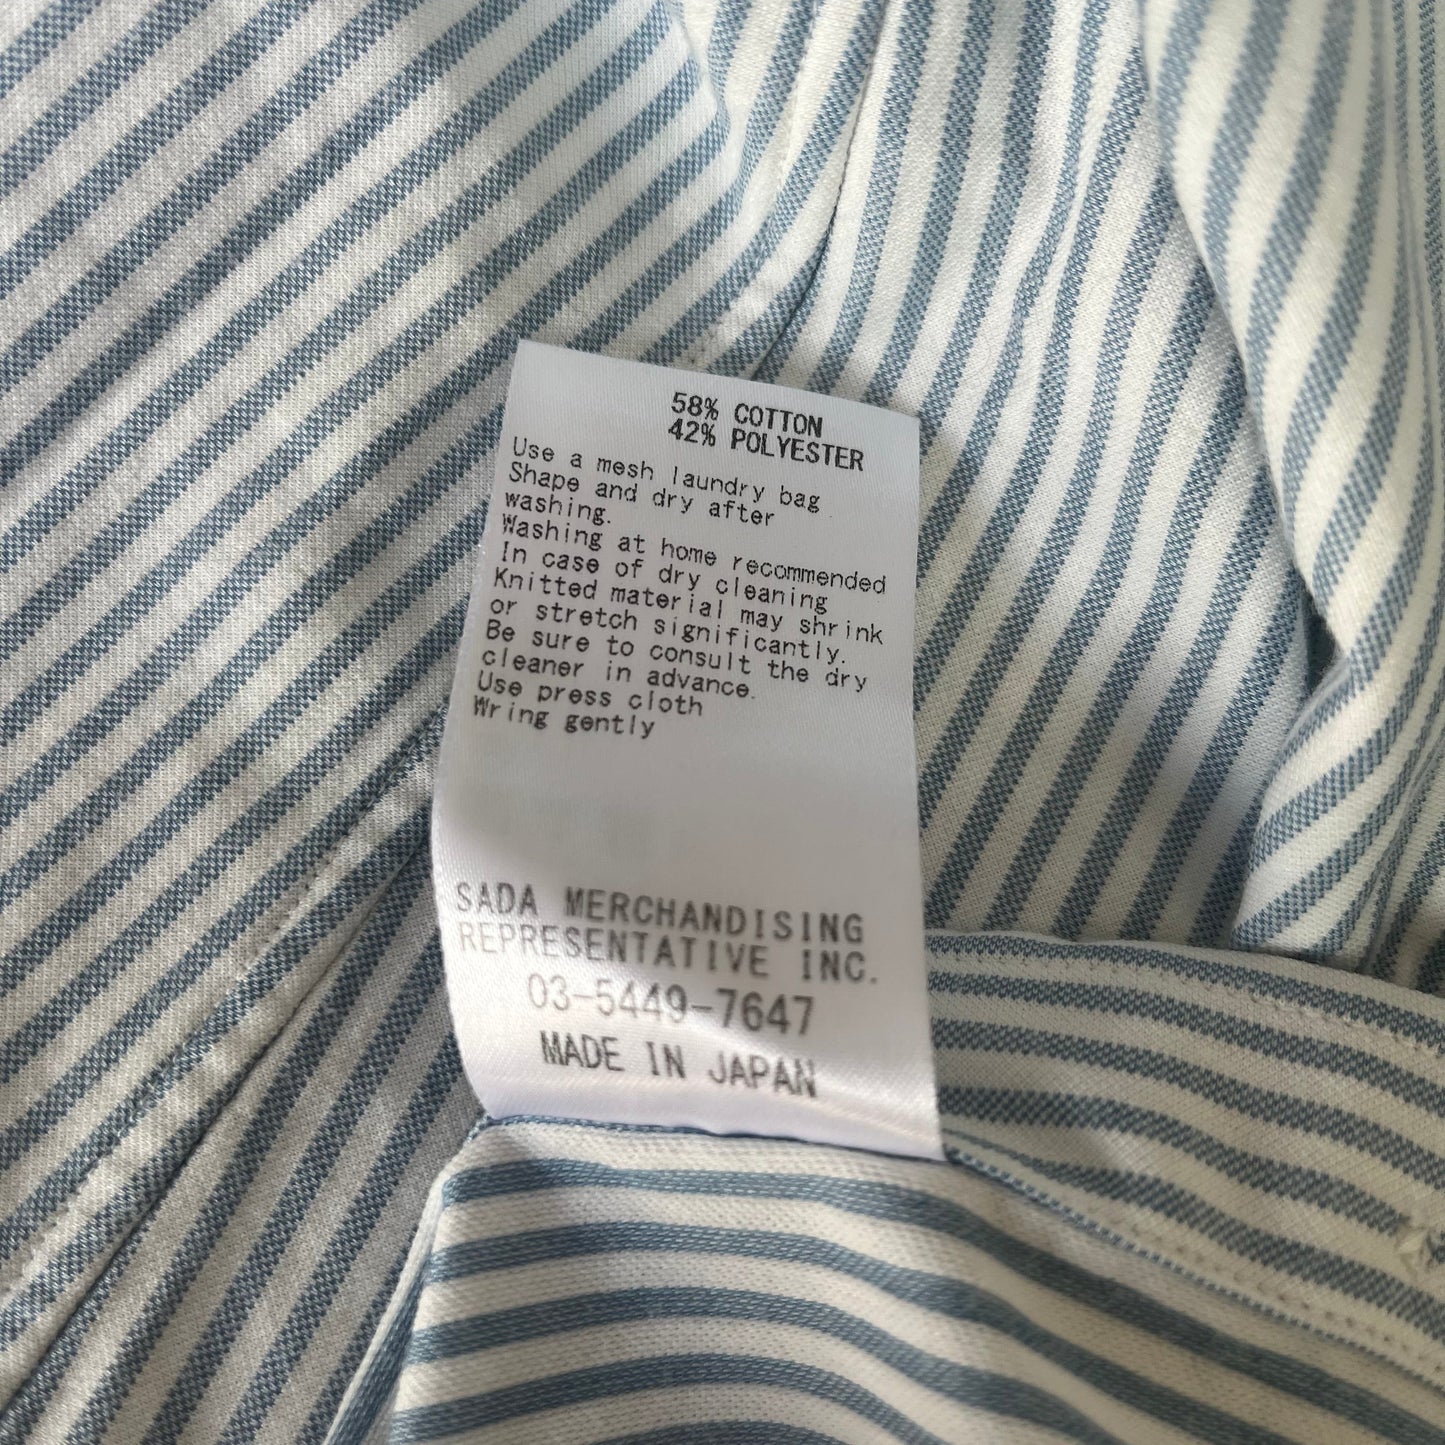 58% COTTON
42% POLYESTER
Use a mesh laundry bag
Shape and dry after
washing.
Washing at home recommended
In case of dry cleaning
Knitted material may shrink
or stretch significantly.
Be sure to consult the dry
cleaner in advance.
Use press cloth
Wring gently
SADA MERCHANDISING
REPRESENTATIVE INC.
03-5449-7647
MADE IN JAPAN